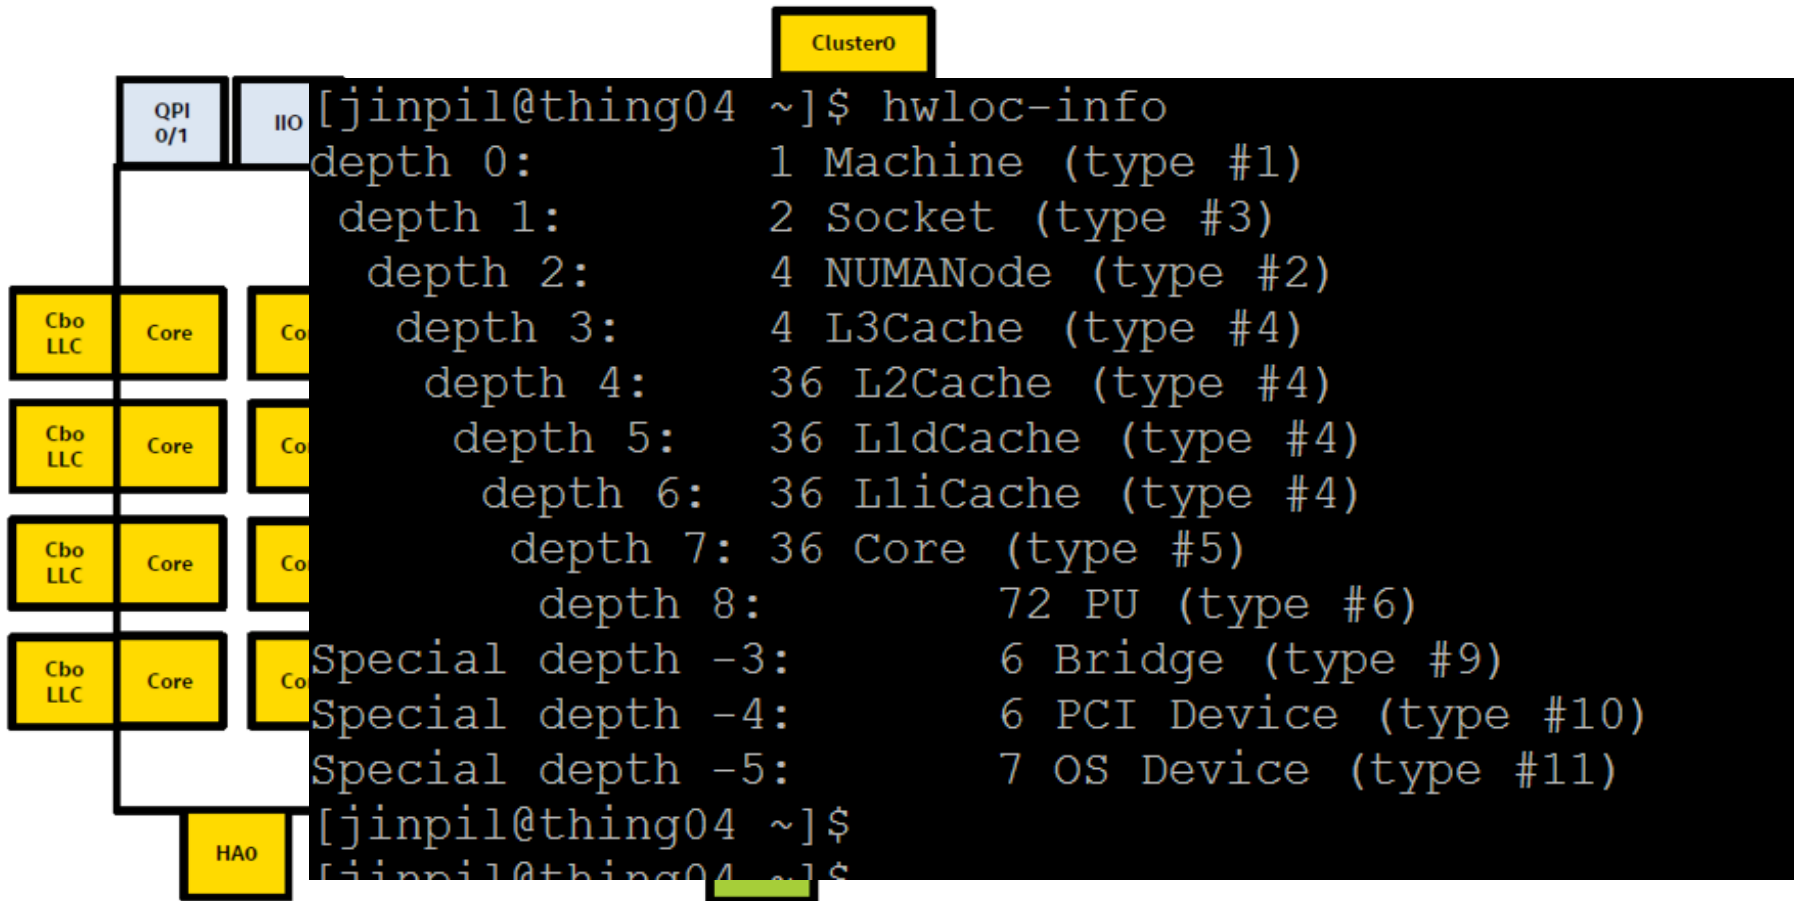 Cluster0
QPI
0/1
IIO
[jinpil@thing04 ~]$ hwloc-info
depth 0: 1 Machine (type #1)
depth 1: 2 Socket (type #3)
depth 2: 4 NUMANode (type #2)
depth 3: 4 L3Cache (type #4)
depth 4: 36 L2Cache (type #4)
depth 5: 36 L1dCache (type #4)
depth 6: 36 L1iCache (type #4)
depth 7: 36 Core (type #5)
depth 8: 72 PU (type #6)
Special depth -3: 6 Bridge (type #9)
Special depth -4: 6 PCI Device (type #10)
Special depth -5: 7 OS Device (type #11)
[jinpil@thing04 ~]$
[jinpil@thing04 ~]$
Cbo
LLC
Core
Cbo
LLC
Core
Cbo
LLC
Core
Cbo
LLC
Core
HA0